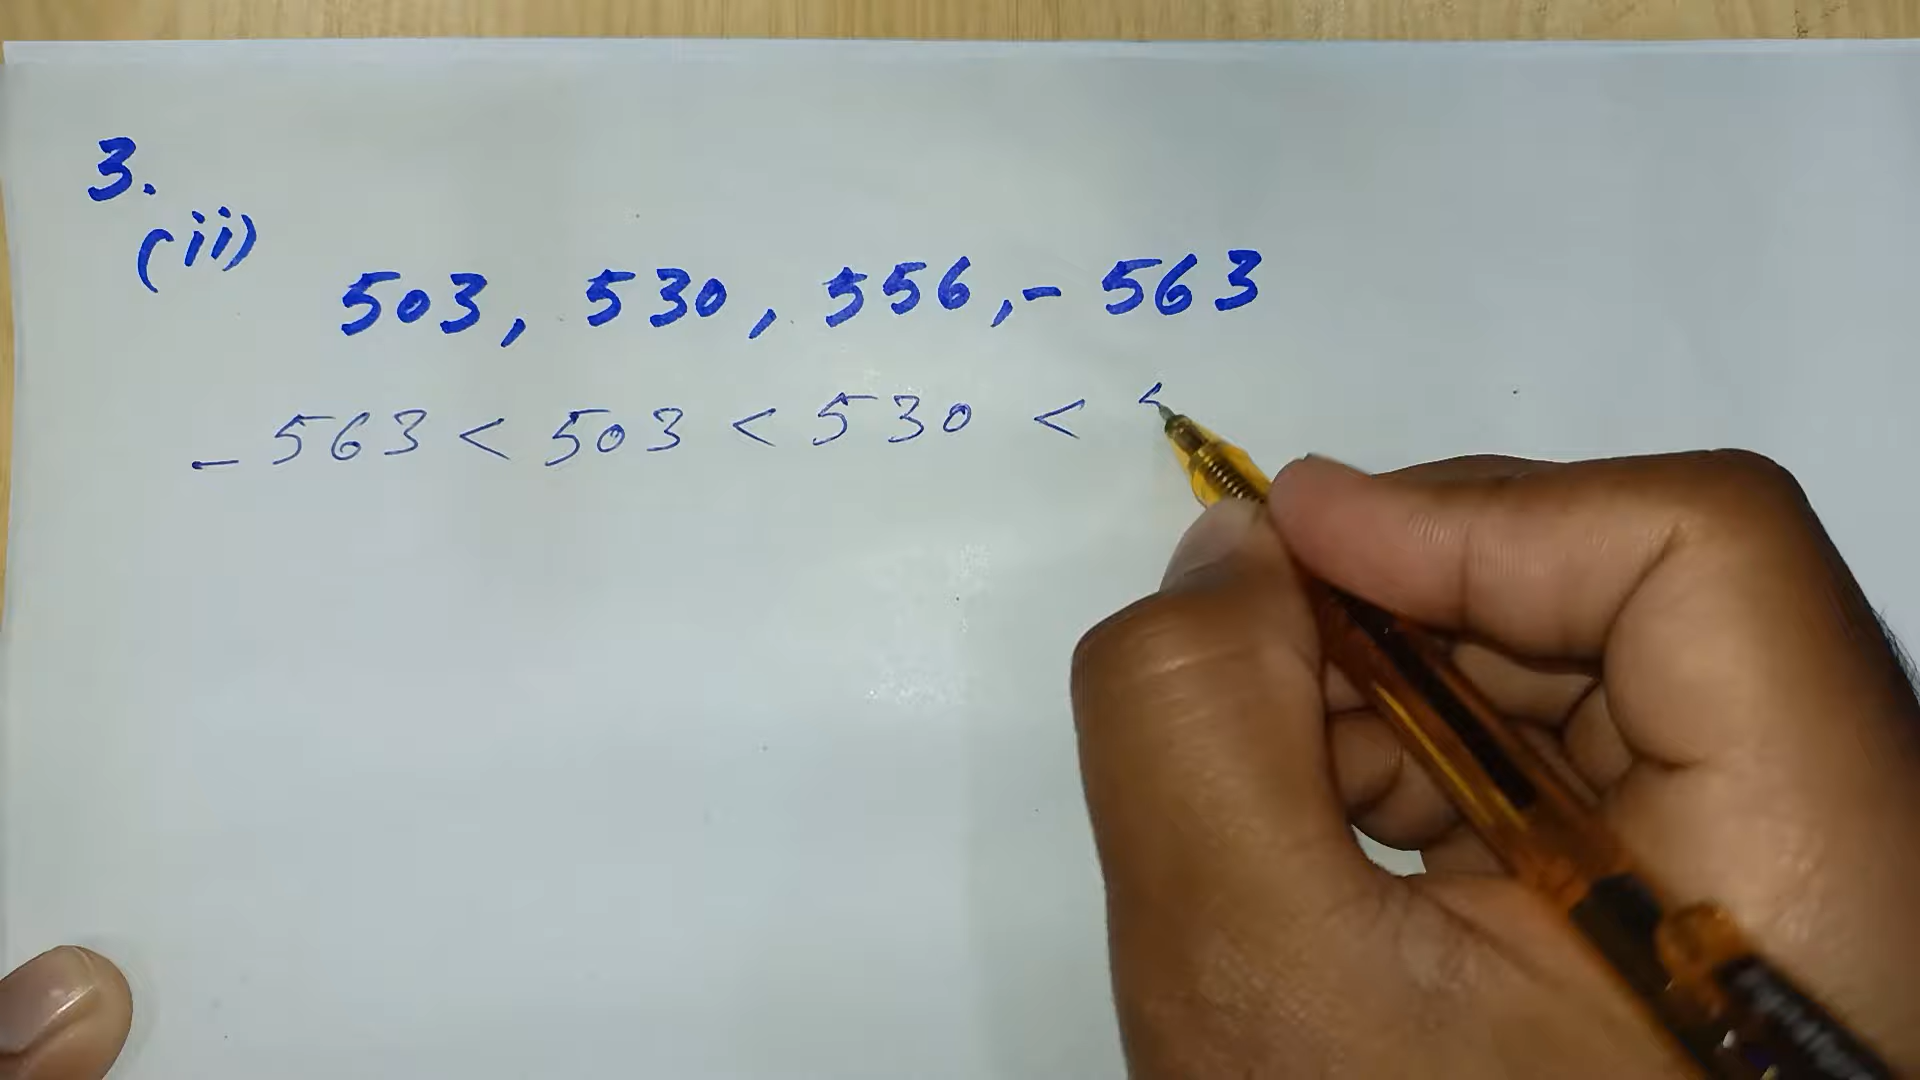 3.
(ii)
503, 530, 556, - 563
- 563 < 503 < 530 <